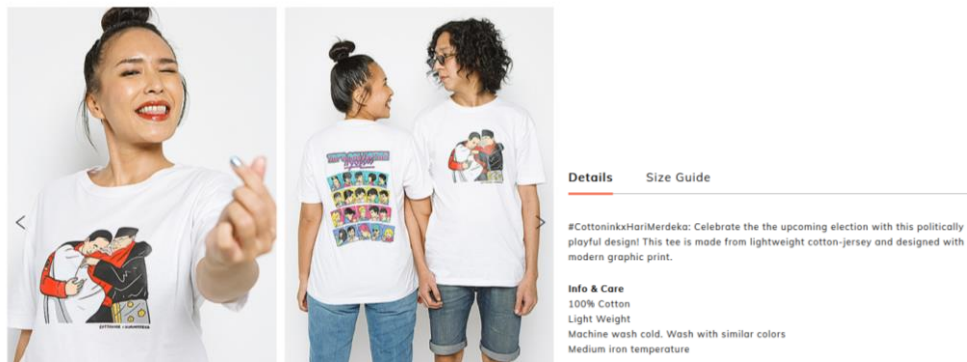 Details
Size Guide
#CottoninkxHariMerdeka: Celebrate the the upcoming election with this politically
playful design! This tee is made from lightweight cotton-jersey and designed with
modern graphic print.
Info & Care
100% Cotton
Light Weight
Machine wash cold. Wash with similar colors
Medium iron temperature